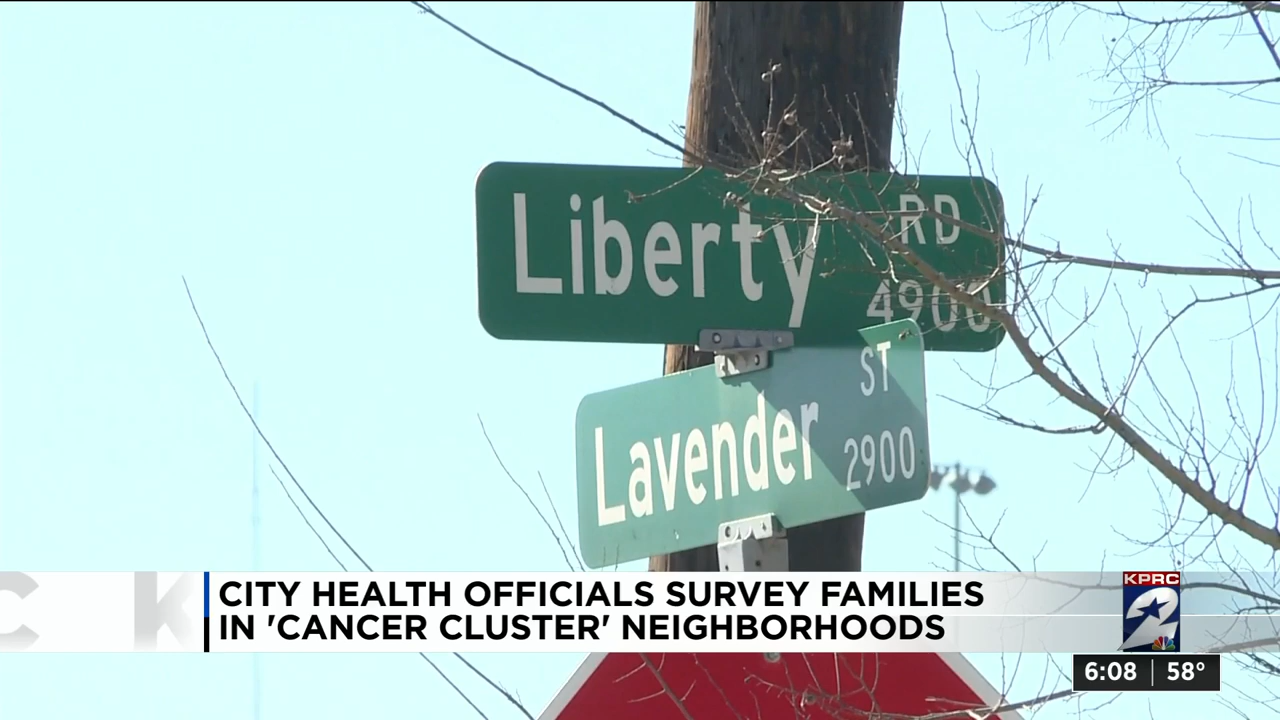 Liberty RD
4900
Lavender ST
2900
C K
CITY HEALTH OFFICIALS SURVEY FAMILIES
IN 'CANCER CLUSTER' NEIGHBORHOODS
KPRC
2
6:08 58°